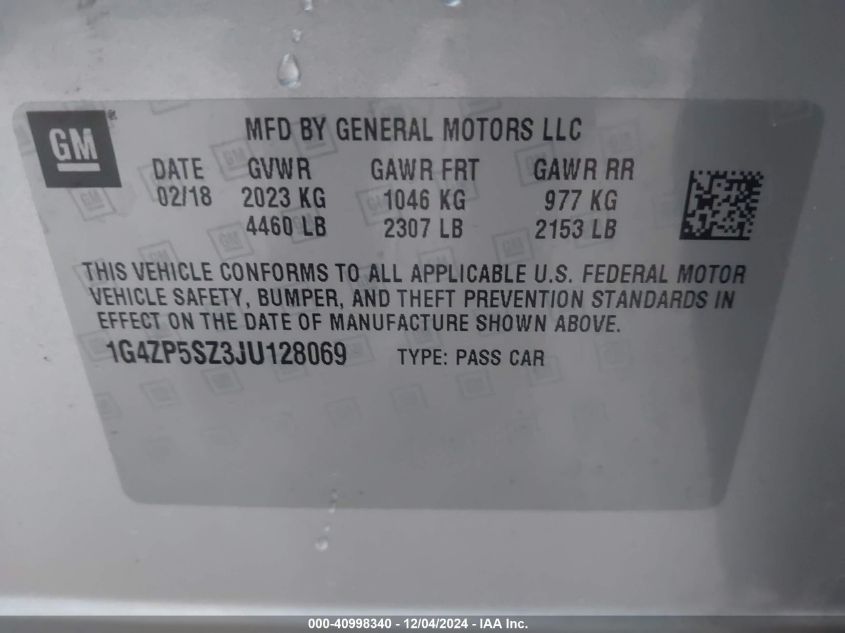 GM
MFD BY GENERAL MOTORS LLC
DATE GVWR GAWR FRT GAWR RR
02/18 2023 KG 1046 KG 977 KG
4460 LB 2307 LB 2153 LB
THIS VEHICLE CONFORMS TO ALL APPLICABLE U.S. FEDERAL MOTOR
VEHICLE SAFETY, BUMPER, AND THEFT PREVENTION STANDARDS IN
EFFECT ON THE DATE OF MANUFACTURE SHOWN ABOVE.
1G4ZP5SZ3JU128069 TYPE: PASS CAR
000-40998340 - 12/04/2024 - IAA Inc.